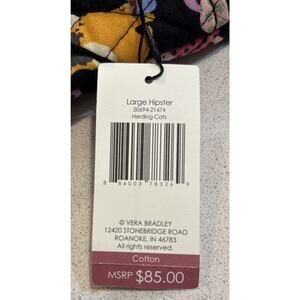 Large Hipster
50694-21474
Herding Cats
8 86003 78326 9
© VERA BRADLEY
12420 STONEBRIDGE ROAD
ROANOKE, IN 46783
All rights reserved.
Cotton
MSRP $85.00